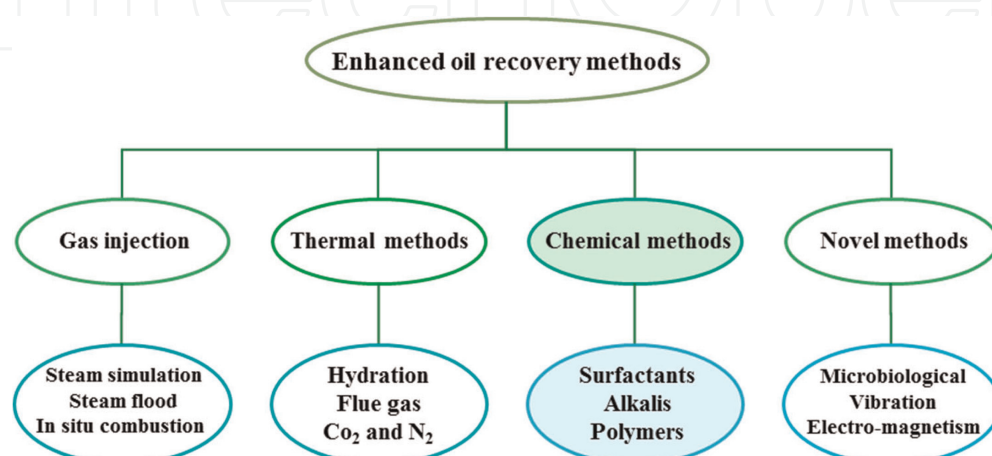 Enhanced oil recovery methods
Gas injection
Thermal methods
Chemical methods
Novel methods
Steam simulation
Steam flood
In situ combustion
Hydration
Flue gas
Co₂ and N₂
Surfactants
Alkalis
Polymers
Microbiological
Vibration
Electro-magnetism